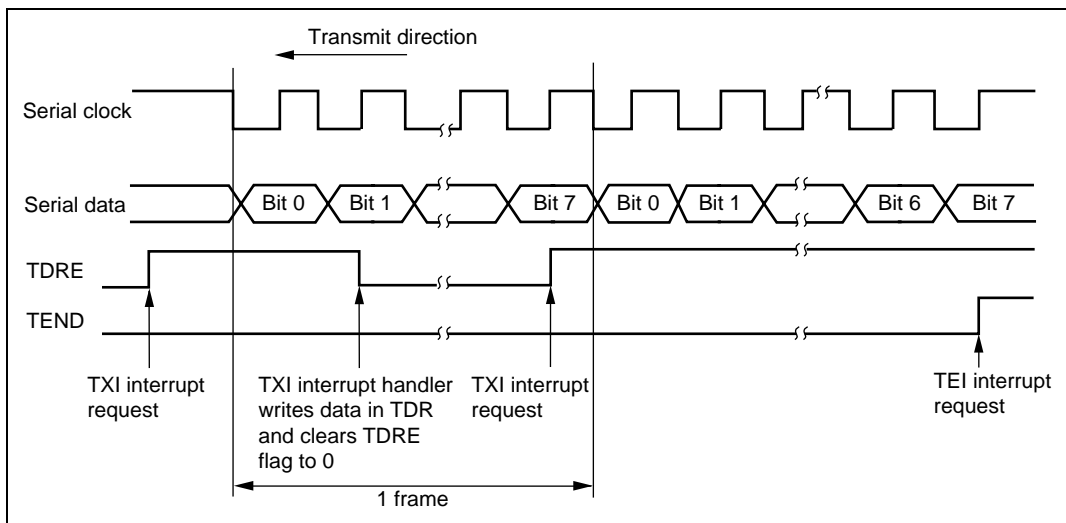 Transmit direction
Serial clock
Serial data
Bit 0
Bit 1
Bit 7
Bit 0
Bit 1
Bit 6
Bit 7
TDRE
TEND
TXI interrupt
request
TXI interrupt handler
writes data in TDR
and clears TDRE
flag to 0
TXI interrupt
request
TEI interrupt
request
1 frame